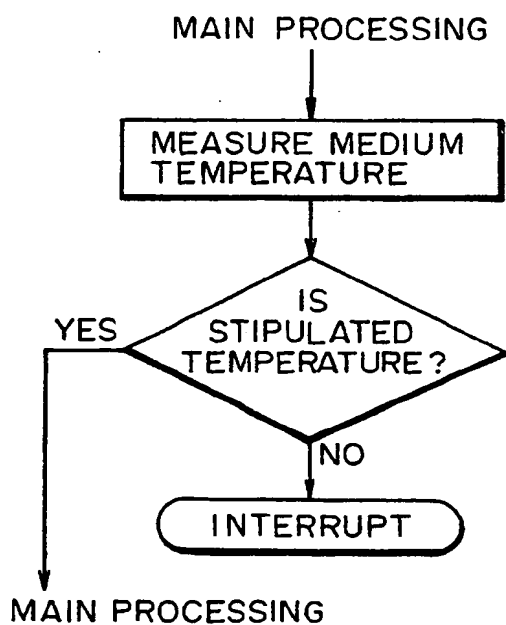 MAIN PROCESSING
MEASURE MEDIUM
TEMPERATURE
IS
STIPULATED
TEMPERATURE?
YES
NO
INTERRUPT
MAIN PROCESSING